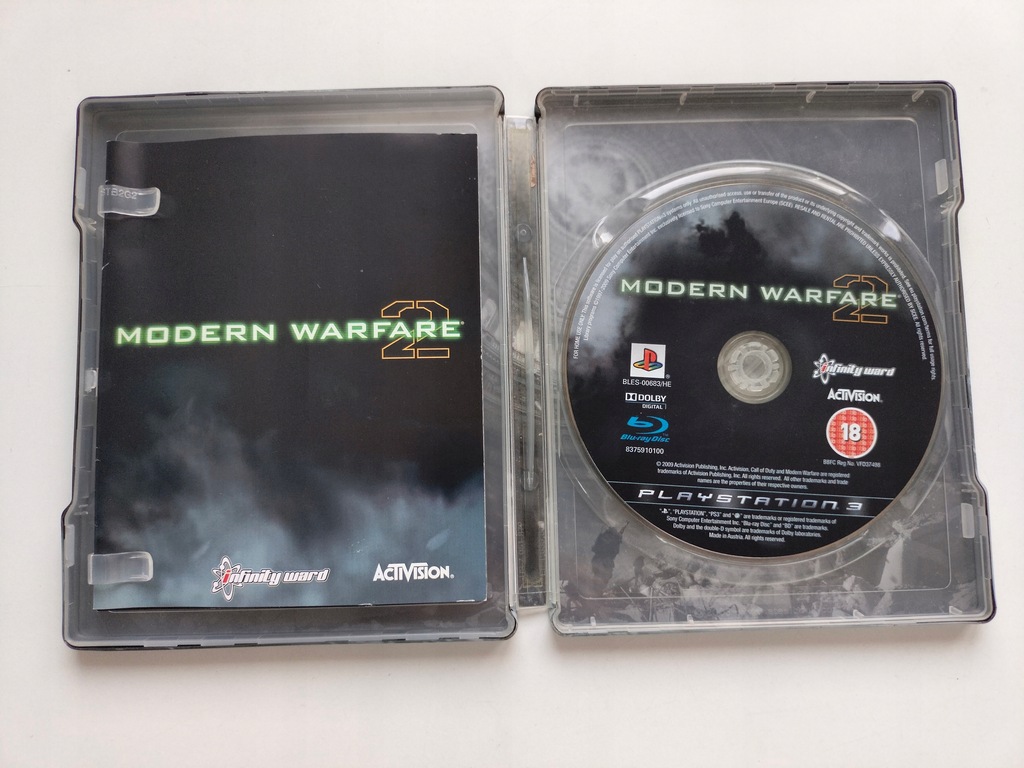 MODERN WARFARE 2
infinity ward
ACTIVISION.
MODERN WARFARE 2
BLES-00683/HE
DOLBY
DIGITAL
Blu-ray Disc
8375910100
infinity ward
ACTIVISION.
18
BBFC Reg No. VFD37498
© 2009 Activision Publishing, Inc. Activision, Call of Duty and Modern Warfare are registered
trademarks of Activision Publishing, Inc. All rights reserved. All other trademarks and trade
names are the properties of their respective owners.
PLAYSTATION 3
"PLAYSTATION", "PS3" and are trademarks or registered trademarks of
Sony Computer Entertainment Inc. "Blu-ray Disc" and "BD" are trademarks.
Dolby and the double-D symbol are trademarks of Dolby laboratories.
Made in Austria. All rights reserved.